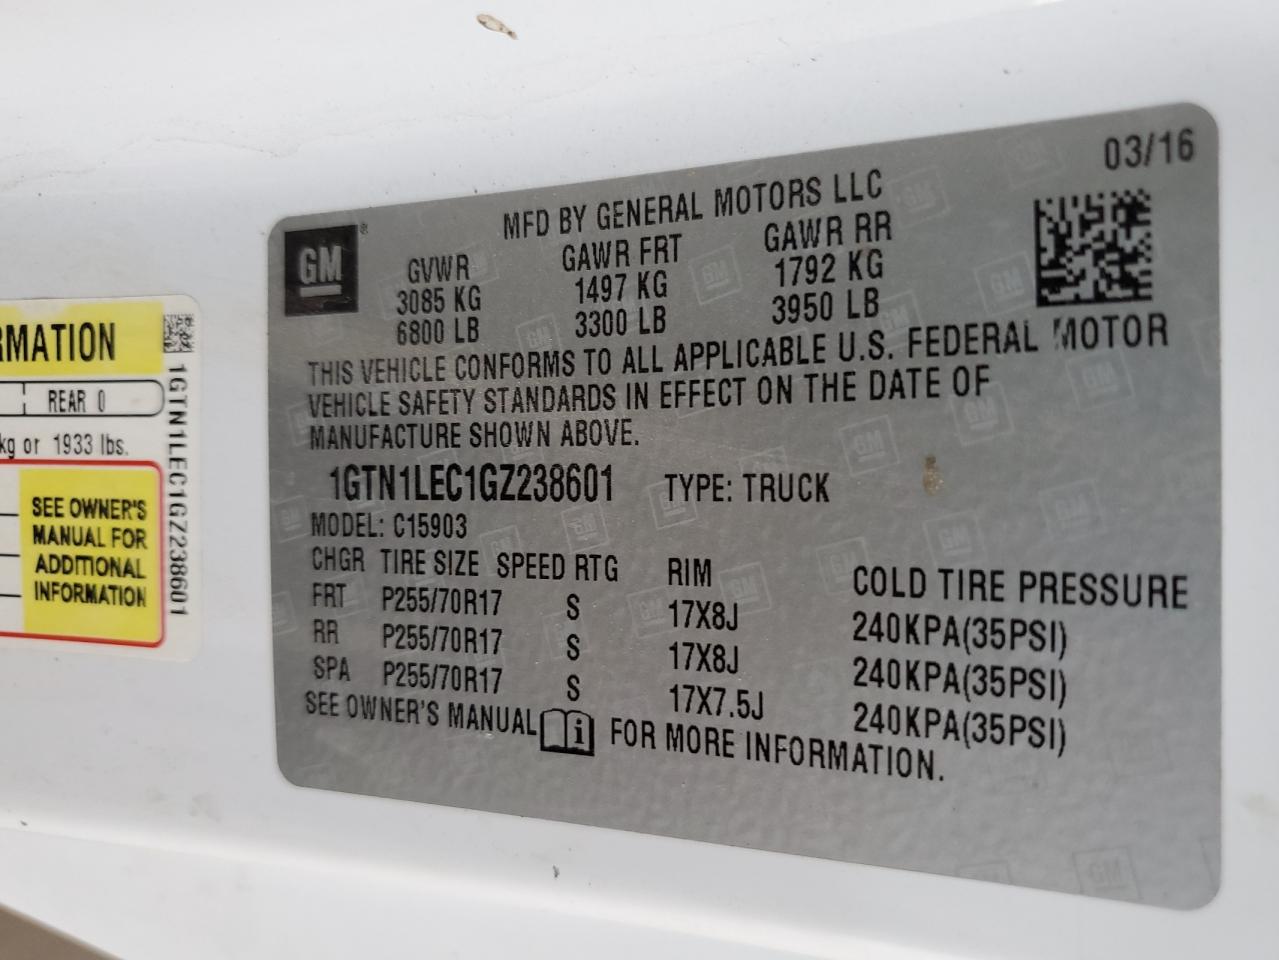 RMATION
REAR 0
kg or 1933 lbs.
SEE OWNER'S
MANUAL FOR
ADDITIONAL
INFORMATION
1GTN1LEC1GZ238601
03/16
GM®
MFD BY GENERAL MOTORS LLC
GVWR GAWR FRT GAWR RR
3085 KG 1497 KG 1792 KG
6800 LB 3300 LB 3950 LB
THIS VEHICLE CONFORMS TO ALL APPLICABLE U.S. FEDERAL MOTOR
VEHICLE SAFETY STANDARDS IN EFFECT ON THE DATE OF
MANUFACTURE SHOWN ABOVE.
1GTN1LEC1GZ238601 TYPE: TRUCK
MODEL: C15903
CHGR TIRE SIZE SPEED RTG RIM COLD TIRE PRESSURE
FRT P255/70R17 S 17X8J 240KPA(35PSI)
RR P255/70R17 S 17X8J 240KPA(35PSI)
SPA P255/70R17 S 17X7.5J 240KPA(35PSI)
SEE OWNER'S MANUAL i FOR MORE INFORMATION.